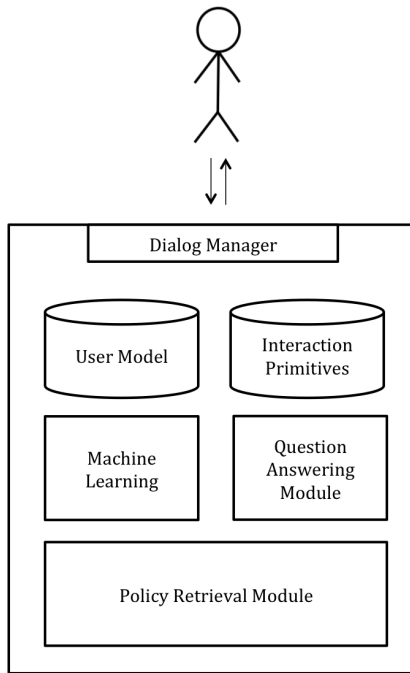 Dialog Manager
User Model
Interaction
Primitives
Machine
Learning
Question
Answering
Module
Policy Retrieval Module